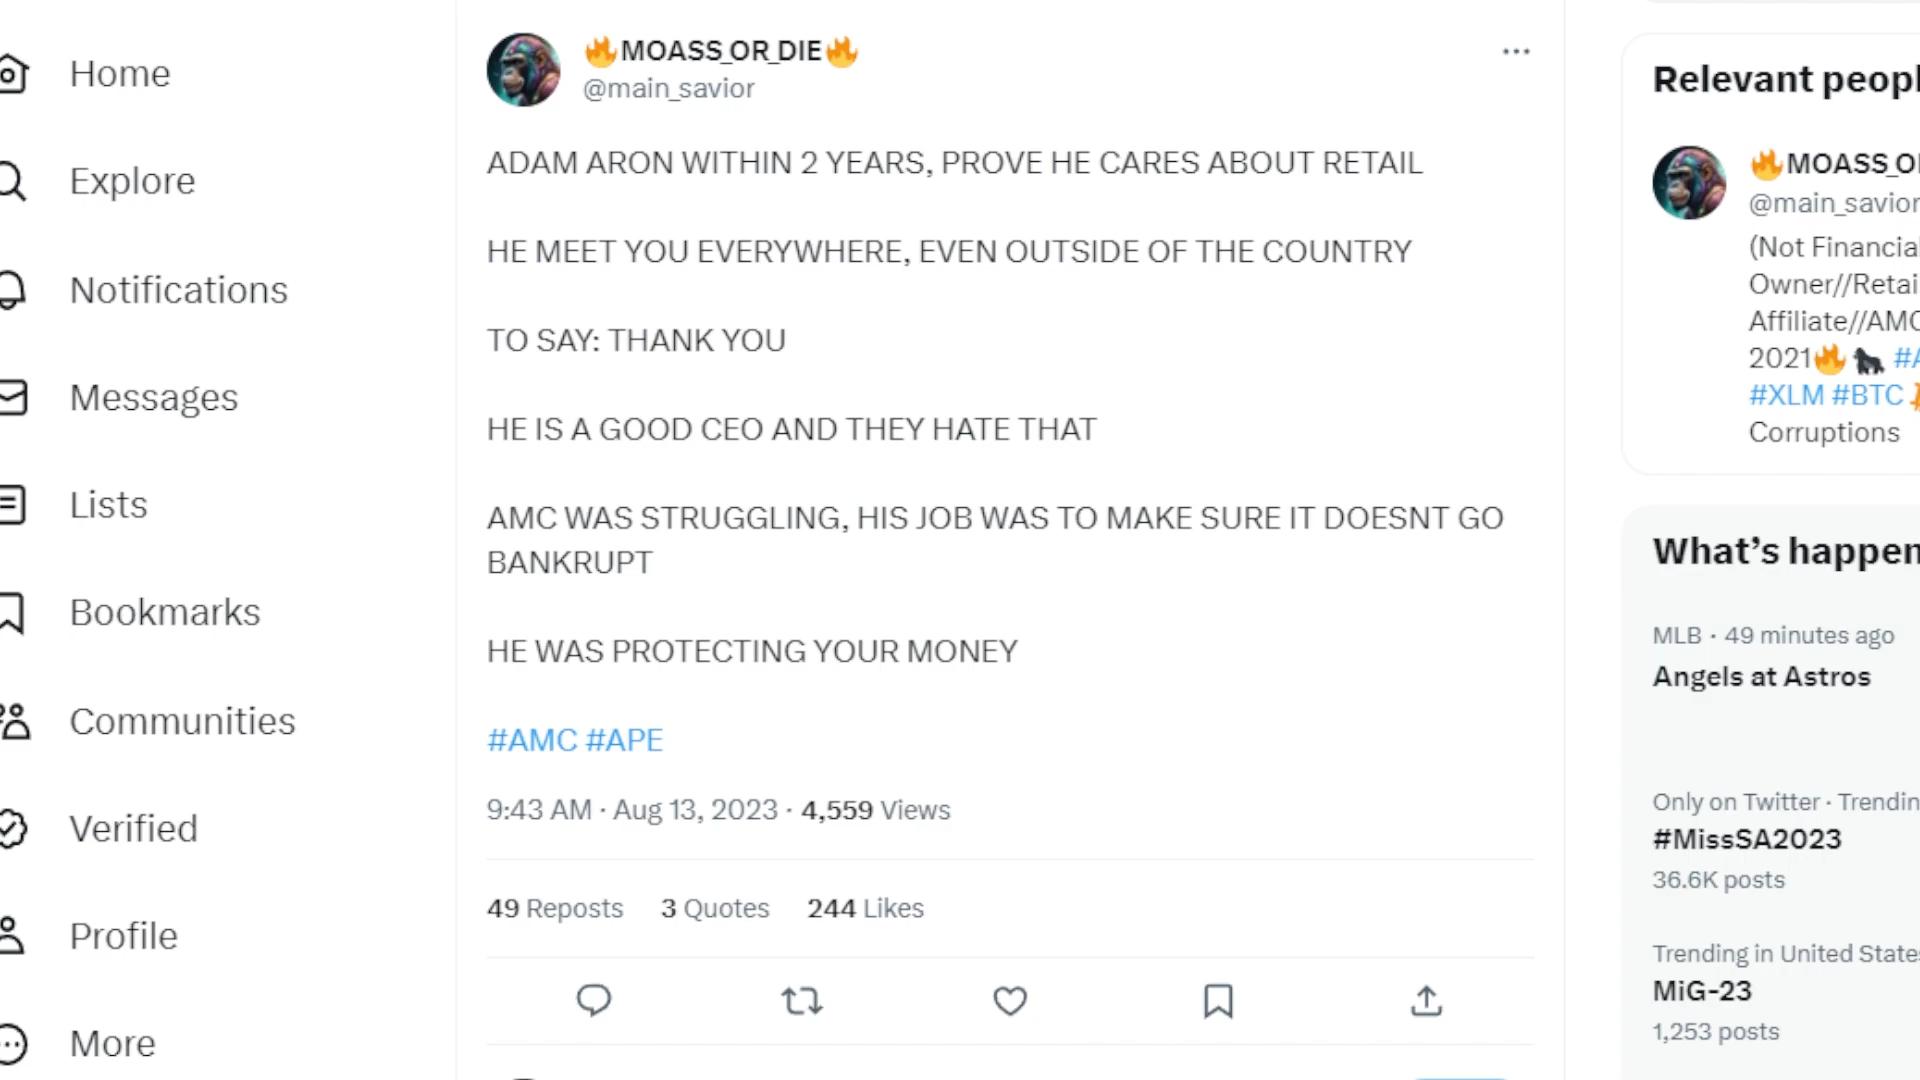 Home
Explore
Notifications
Messages
Lists
Bookmarks
Communities
Verified
Profile
More
🔥MOASS_OR_DIE🔥
@main_savior
ADAM ARON WITHIN 2 YEARS, PROVE HE CARES ABOUT RETAIL
HE MEET YOU EVERYWHERE, EVEN OUTSIDE OF THE COUNTRY
TO SAY: THANK YOU
HE IS A GOOD CEO AND THEY HATE THAT
AMC WAS STRUGGLING, HIS JOB WAS TO MAKE SURE IT DOESNT GO
BANKRUPT
HE WAS PROTECTING YOUR MONEY
#AMC #APE
9:43 AM · Aug 13, 2023 · 4,559 Views
49 Reposts 3 Quotes 244 Likes
Relevant peopl
🔥MOASS_O
@main_savior
(Not Financial
Owner//Retai
Affiliate//AMC
2021🔥🦍 #A
#XLM #BTC
Corruptions
What's happen
MLB · 49 minutes ago
Angels at Astros
Only on Twitter · Trendin
#MissSA2023
36.6K posts
Trending in United States
MiG-23
1,253 posts